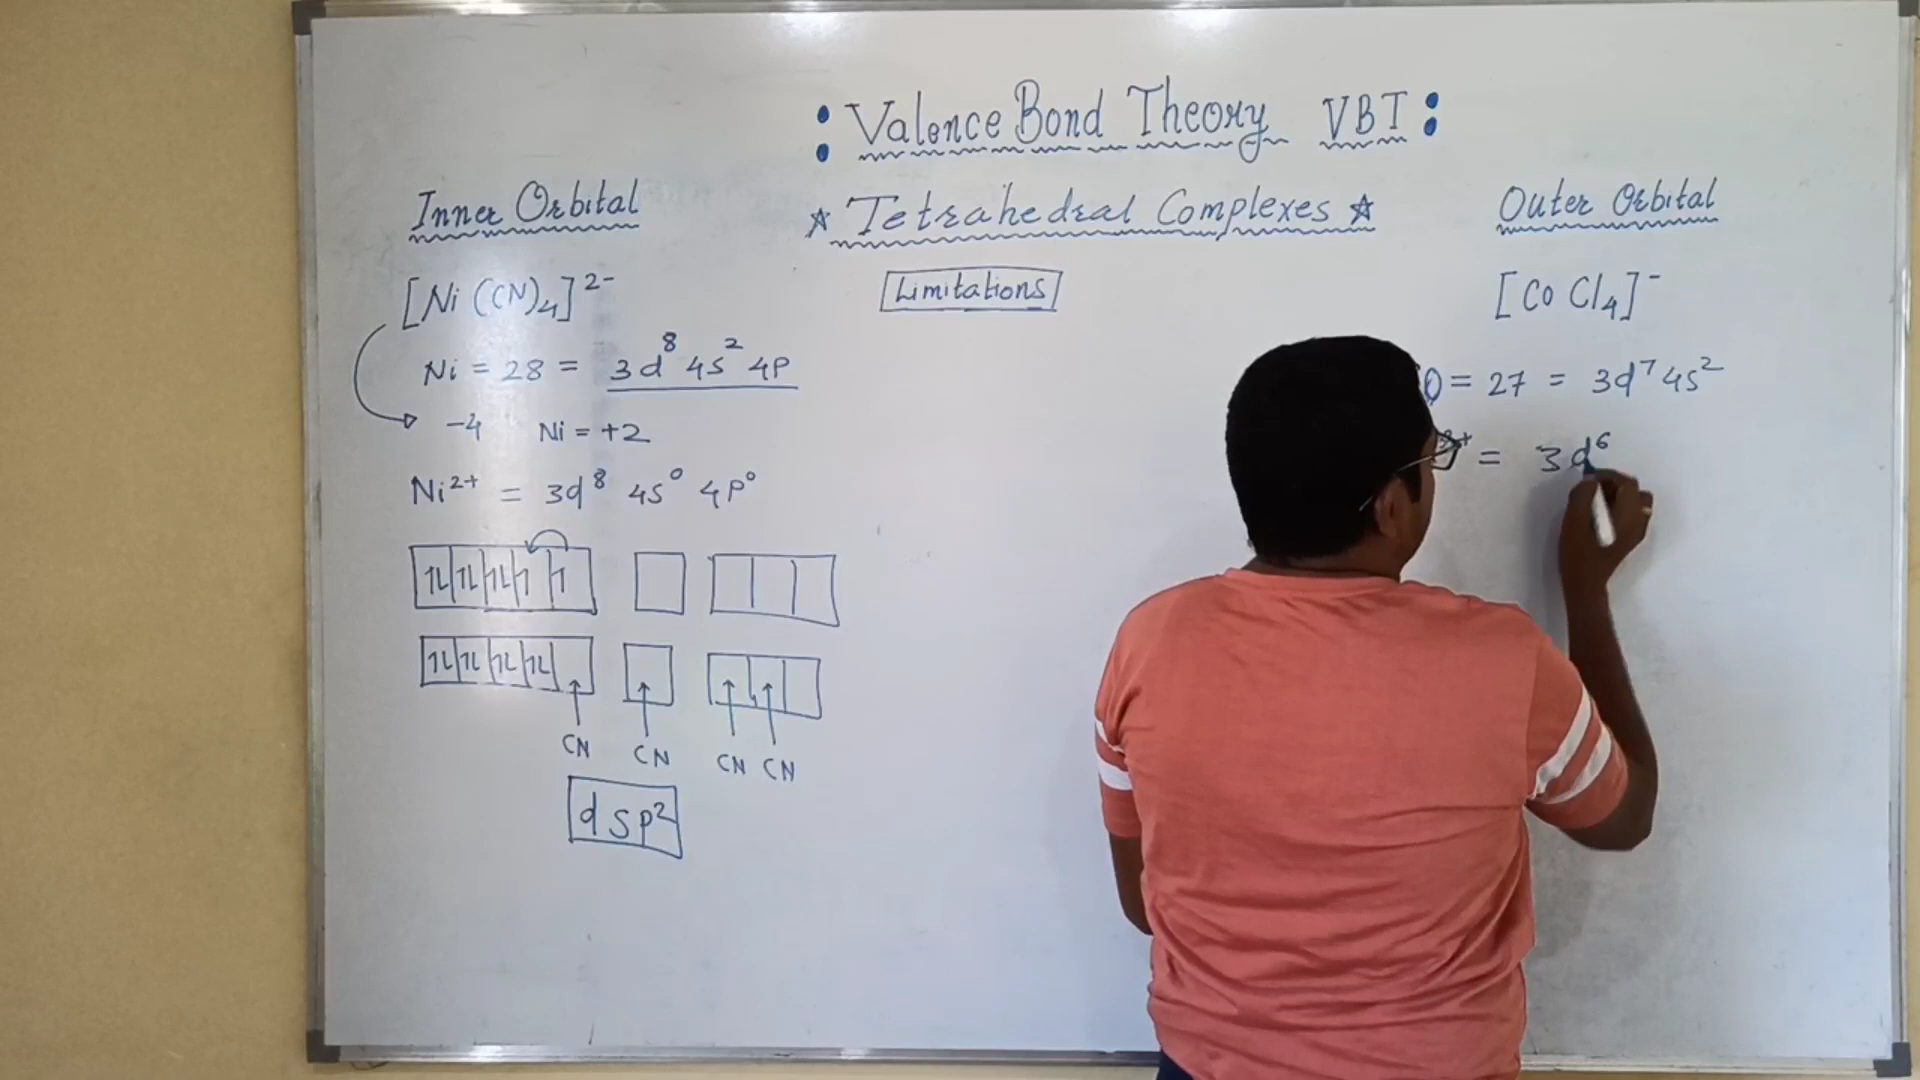 : Valence Bond Theory VBT :
☆ Tetrahedral Complexes ☆
Inner Orbital
[Ni (CN)4]²⁻
Ni = 28 = 3d⁸ 4s² 4p
-4 Ni = +2
Ni²⁺ = 3d⁸ 4s⁰ 4p⁰
CN CN CN CN
dsp²
Limitations
Outer Orbital
[Co Cl4]⁻
= 27 = 3d⁷ 4s²
= 3d⁶